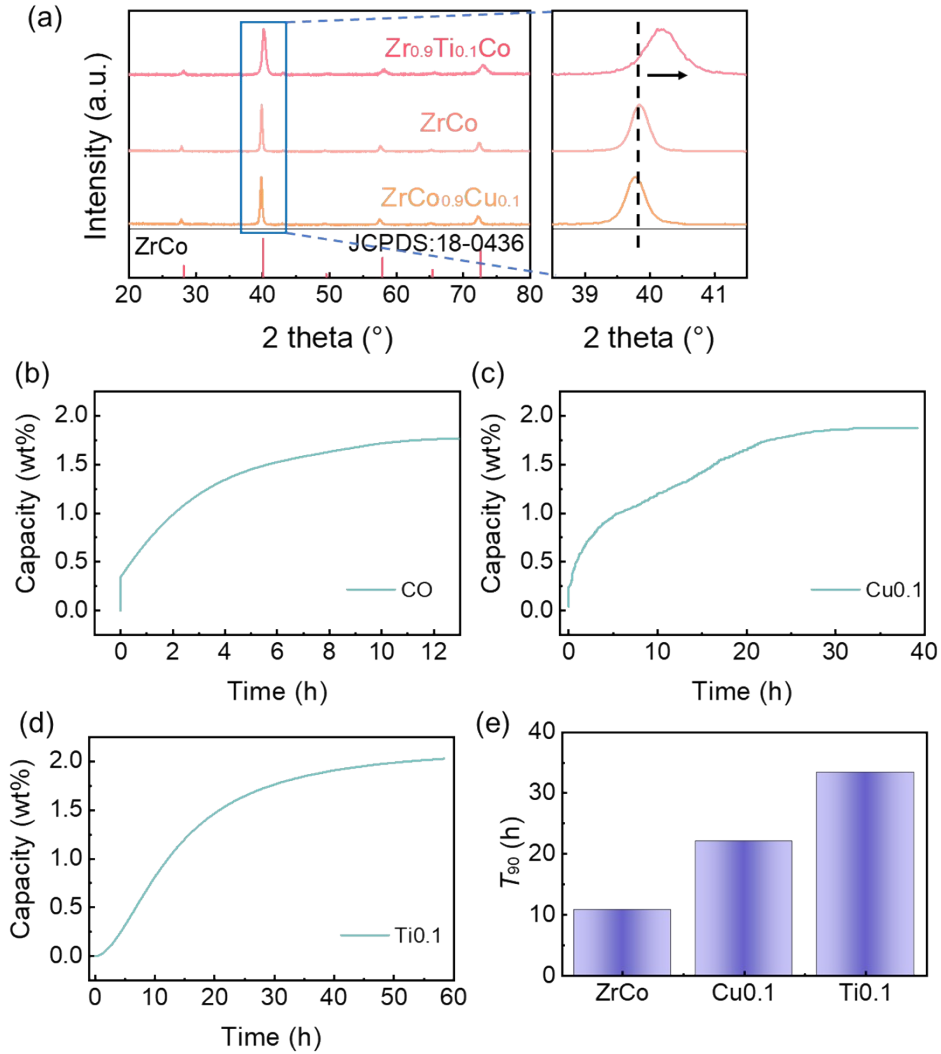 (a)
Intensity (a.u.)
Zr0.9Ti0.1Co
ZrCo
ZrCo0.9Cu0.1
ZrCo
JCPDS:18-0436
20 30 40 50 60 70 80
39 40 41
2 theta (°)
2 theta (°)
(b)
Capacity (wt%)
2.0
1.5
1.0
0.5
0.0
CO
0 2 4 6 8 10 12
Time (h)
(c)
Capacity (wt%)
2.0
1.5
1.0
0.5
0.0
Cu0.1
0 10 20 30 40
Time (h)
(d)
Capacity (wt%)
2.0
1.5
1.0
0.5
0.0
Ti0.1
0 10 20 30 40 50 60
Time (h)
(e)
T90 (h)
40
30
20
10
0
ZrCo Cu0.1 Ti0.1